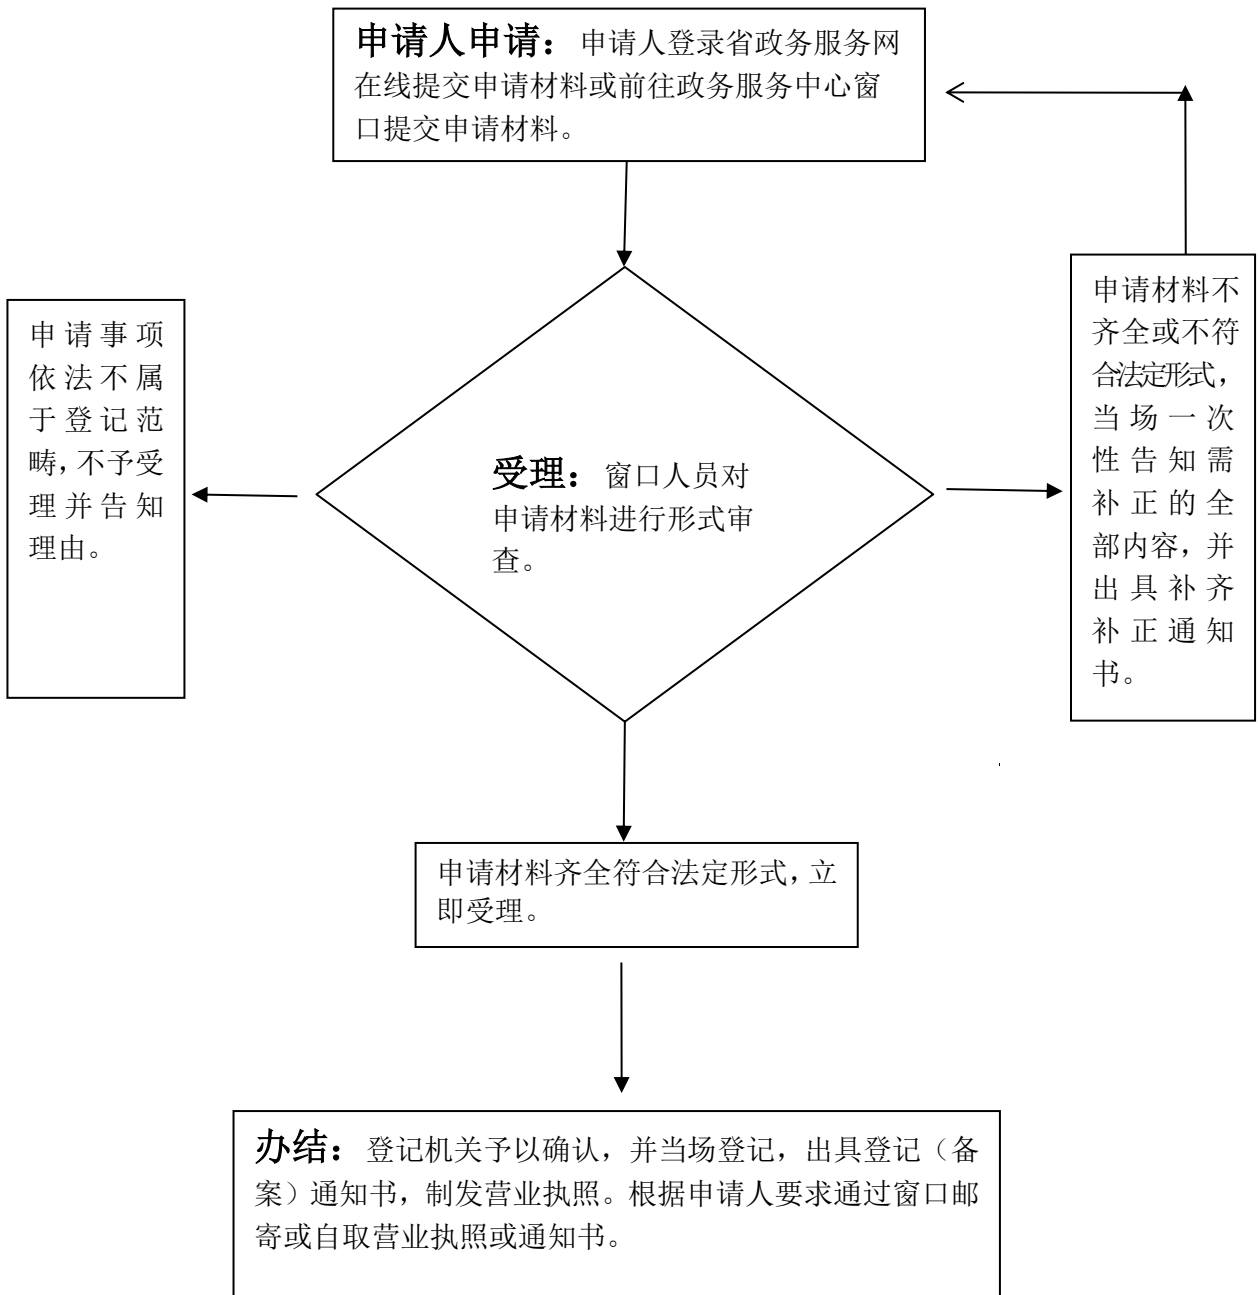 申请人申请：申请人登录省政务服务网
在线提交申请材料或前往政务服务中心窗
口提交申请材料。
申请事项
依法不属
于登记范
畴，不予受
理并告知
理由。
受理：窗口人员对
申请材料进行形式审
查。
申请材料不
齐全或不符
合法定形式，
当场一次
性告知需
补正的全
部内容，并
出具补齐
补正通知
书。
申请材料齐全符合法定形式，立
即受理。
办结：登记机关予以确认，并当场登记，出具登记（备
案）通知书，制发营业执照。根据申请人要求通过窗口邮
寄或自取营业执照或通知书。